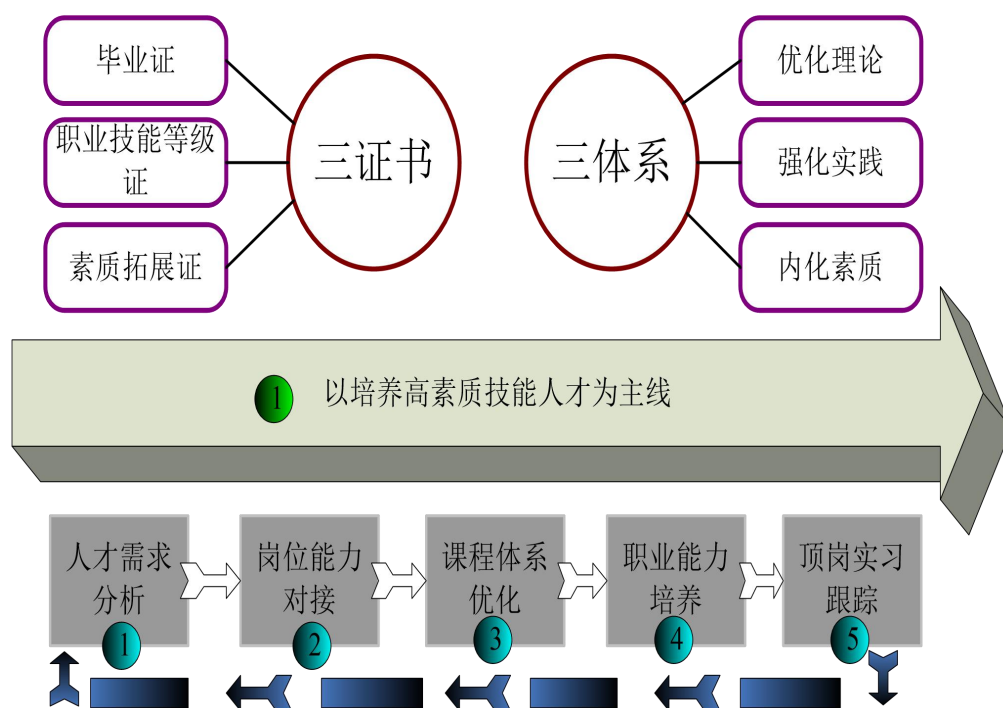 毕业证
职业技能等级
证
素质拓展证
三证书
三体系
优化理论
强化实践
内化素质
1
以培养高素质技能人才为主线
人才需求
分析
1
岗位能力
对接
2
课程体系
优化
3
职业能力
培养
4
顶岗实习
跟踪
5